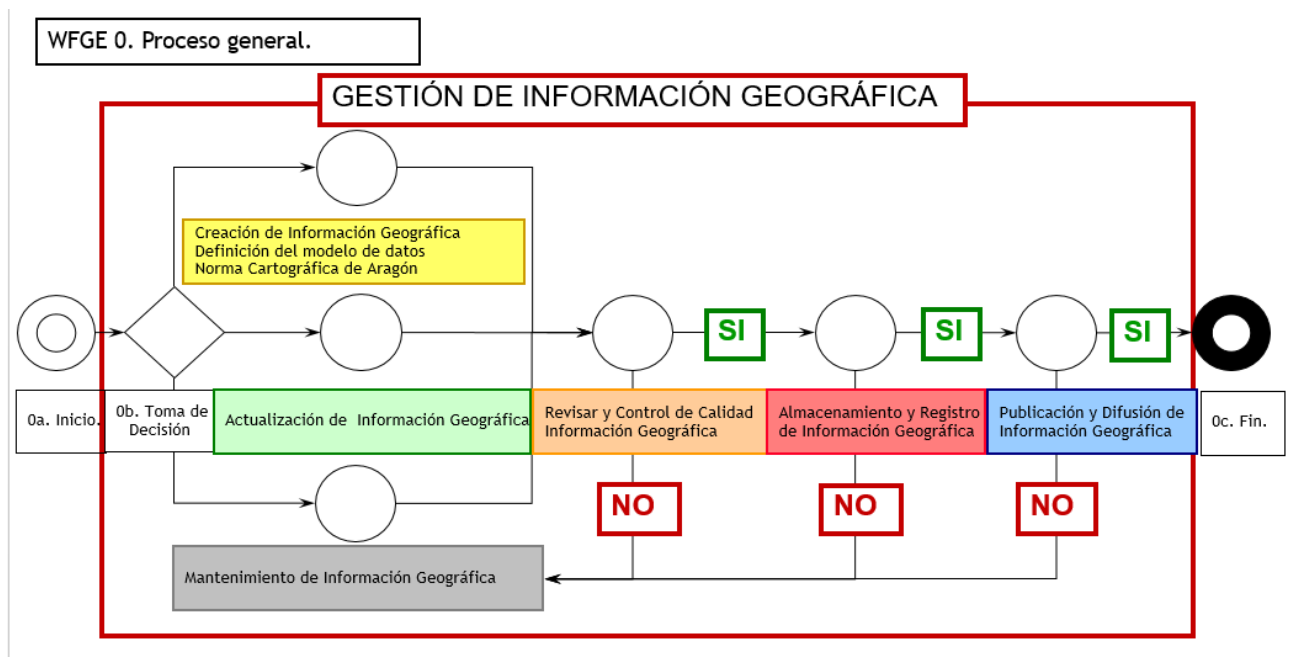 WFGE 0. Proceso general.
GESTIÓN DE INFORMACIÓN GEOGRÁFICA
Creación de Información Geográfica
Definición del modelo de datos
Norma Cartográfica de Aragón
SI
SI
SI
0a. Inicio.
0b. Toma de
Decisión
Actualización de Información Geográfica
Revisar y Control de Calidad
Información Geográfica
Almacenamiento y Registro
de Información Geográfica
Publicación y Difusión de
Información Geográfica
0c. Fin.
NO
NO
NO
Mantenimiento de Información Geográfica